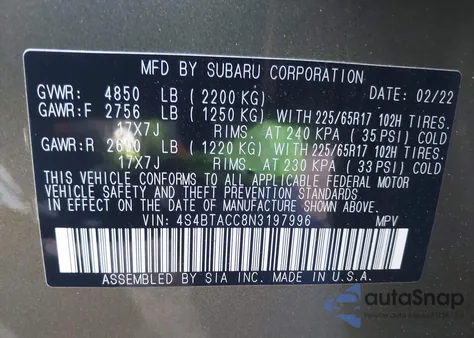 MFD BY SUBARU CORPORATION
GVWR: 4850 LB (2200 KG) DATE: 02/22
GAWR:F 2756 LB (1250 KG) WITH 225/65R17 102H TIRES
17X7J RIMS, AT 240 KPA ( 35 PSI) COLD
GAWR:R 2690 LB (1220 KG) WITH 225/65R17 102H TIRES
17X7J RIMS, AT 230 KPA ( 33 PSI) COLD
THIS VEHICLE CONFORMS TO ALL APPLICABLE FEDERAL MOTOR
VEHICLE SAFETY AND THEFT PREVENTION STANDARDS
IN EFFECT ON THE DATE OF MANUFACTURE SHOWN ABOVE.
VIN: 4S4BTACC8N3197996 MPV
ASSEMBLED BY SIA INC. MADE IN U.S.A.
autoSnap